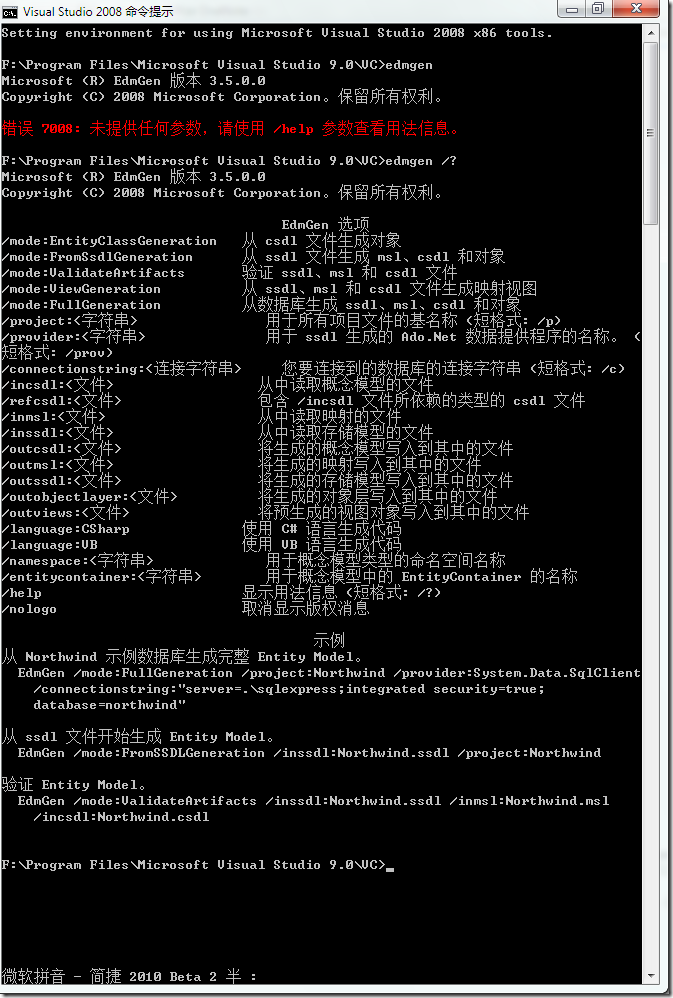 Visual Studio 2008 命令提示
Setting environment for using Microsoft Visual Studio 2008 x86 tools.
F:\Program Files\Microsoft Visual Studio 9.0\VC>edmgen
Microsoft (R) EdmGen 版本 3.5.0.0
Copyright (C) 2008 Microsoft Corporation。保留所有权利。
错误 7008: 未提供任何参数，请使用 /help 参数查看用法信息。
F:\Program Files\Microsoft Visual Studio 9.0\VC>edmgen /?
Microsoft (R) EdmGen 版本 3.5.0.0
Copyright (C) 2008 Microsoft Corporation。保留所有权利。
EdmGen 选项
/mode:EntityClassGeneration 从 csdl 文件生成对象
/mode:FromSsdlGeneration 从 ssdl 文件生成 msl、csdl 和对象
/mode:ValidateArtifacts 验证 ssdl、msl 和 csdl 文件
/mode:ViewGeneration 从 ssdl、msl 和 csdl 文件生成映射视图
/mode:FullGeneration 从数据库生成 ssdl、msl、csdl 和对象
/project:<字符串> 用于所有项目文件的基名称 (短格式: /p)
/provider:<字符串> 用于 ssdl 生成的 Ado.Net 数据提供程序的名称。 (
短格式: /prov)
/connectionstring:<连接字符串> 您要连接到的数据库的连接字符串 (短格式: /c)
/incsdl:<文件> 从中读取概念模型的文件
/refcsdl:<文件> 包含 /incsdl 文件所依赖的类型的 csdl 文件
/inmsl:<文件> 从中读取映射的文件
/inssdl:<文件> 从中读取存储模型的文件
/outcsdl:<文件> 将生成的概念模型写入到其中的文件
/outmsl:<文件> 将生成的映射写入到其中的文件
/outssdl:<文件> 将生成的存储模型写入到其中的文件
/outobjectlayer:<文件> 将生成的对象层写入到其中的文件
/outviews:<文件> 将预生成的视图对象写入到其中的文件
/language:CSharp 使用 C# 语言生成代码
/language:VB 使用 VB 语言生成代码
/namespace:<字符串> 用于概念模型类型的命名空间名称
/entitycontainer:<字符串> 用于概念模型中的 EntityContainer 的名称
/help 显示用法信息 (短格式: /?)
/nologo 取消显示版权消息
示例
从 Northwind 示例数据库生成完整 Entity Model。
EdmGen /mode:FullGeneration /project:Northwind /provider:System.Data.SqlClient
/connectionstring:"server=.\sqlexpress;integrated security=true;
database=northwind"
从 ssdl 文件开始生成 Entity Model。
EdmGen /mode:FromSSDLGeneration /inssdl:Northwind.ssdl /project:Northwind
验证 Entity Model。
EdmGen /mode:ValidateArtifacts /inssdl:Northwind.ssdl /inmsl:Northwind.msl
/incsdl:Northwind.csdl
F:\Program Files\Microsoft Visual Studio 9.0\VC>
微软拼音 - 简捷 2010 Beta 2 半 :